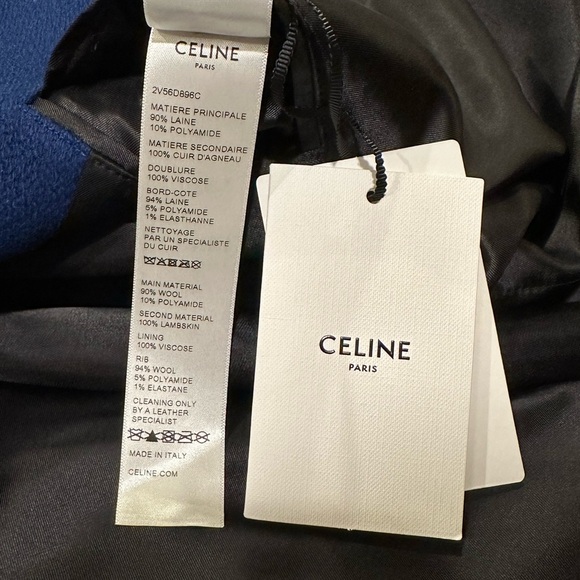 CELINE
PARIS
2V56D896C
MATIERE PRINCIPALE
90% LAINE
10% POLYAMIDE
MATIERE SECONDAIRE
100% CUIR D'AGNEAU
DOUBLURE
100% VISCOSE
BORD-COTE
94% LAINE
5% POLYAMIDE
1% ELASTHANNE
NETTOYAGE
PAR UN SPECIALISTE
DU CUIR
MAIN MATERIAL
90% WOOL
10% POLYAMIDE
SECOND MATERIAL
100% LAMBSKIN
LINING
100% VISCOSE
RIB
94% WOOL
5% POLYAMIDE
1% ELASTANE
CLEANING ONLY
BY A LEATHER
SPECIALIST
MADE IN ITALY
CELINE.COM
CELINE
PARIS